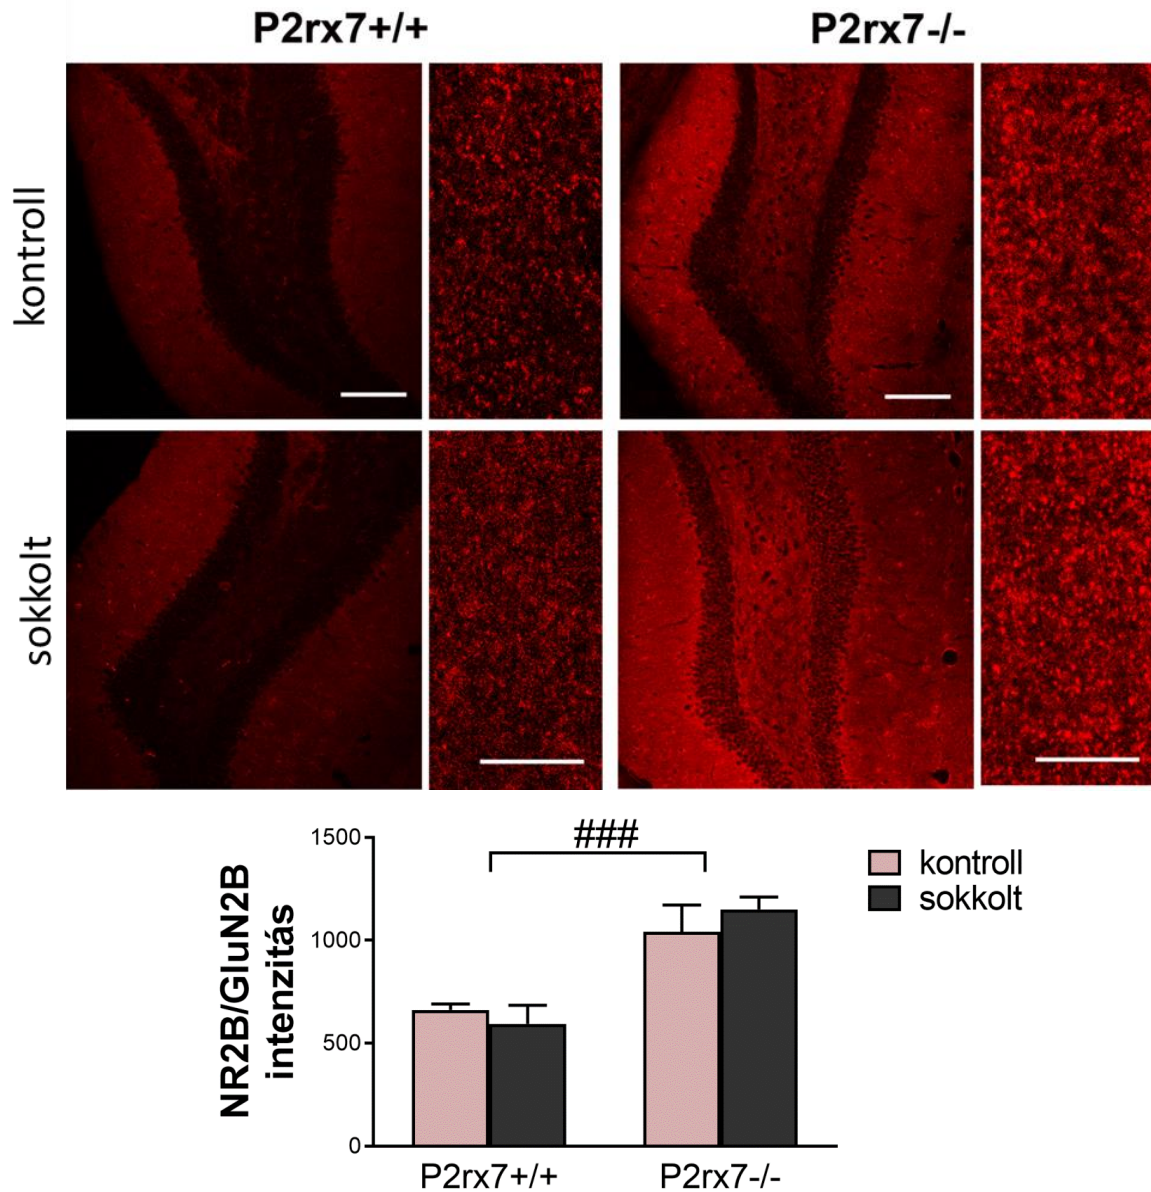 P2rx7+/+
P2rx7-/-
kontroll
sokkolt
###
1500
1000
500
0
NR2B/GluN2B
intenzitás
kontroll
sokkolt
P2rx7+/+
P2rx7-/-